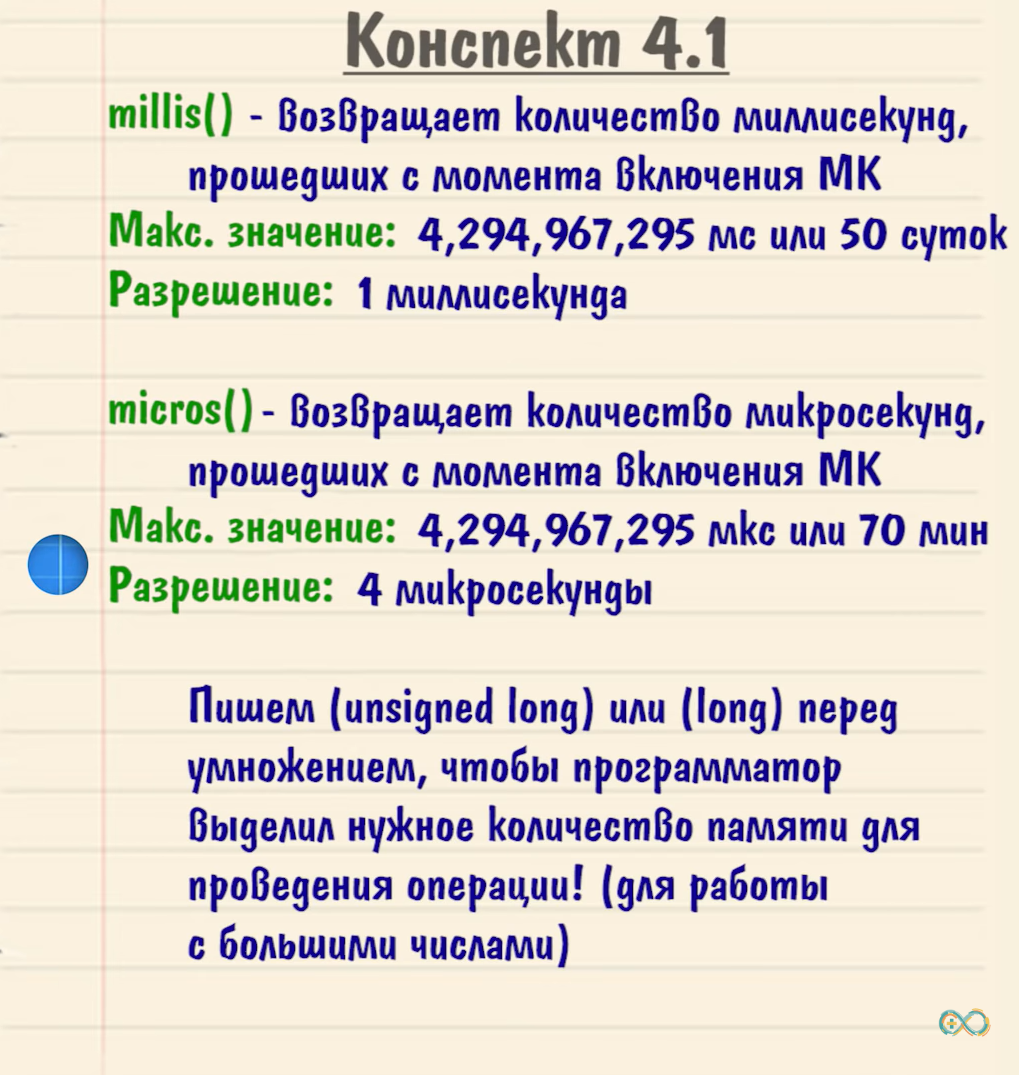 Конспект 4.1
millis() - возвращает количество миллисекунд,
прошедших с момента включения МК
Макс. значение: 4,294,967,295 мс или 50 суток
Разрешение: 1 миллисекунда
micros() - возвращает количество микросекунд,
прошедших с момента включения МК
Макс. значение: 4,294,967,295 мкс или 70 мин
Разрешение: 4 микросекунды
Пишем (unsigned long) или (long) перед
умножением, чтобы программатор
выделил нужное количество памяти для
проведения операции! (для работы
с большими числами)